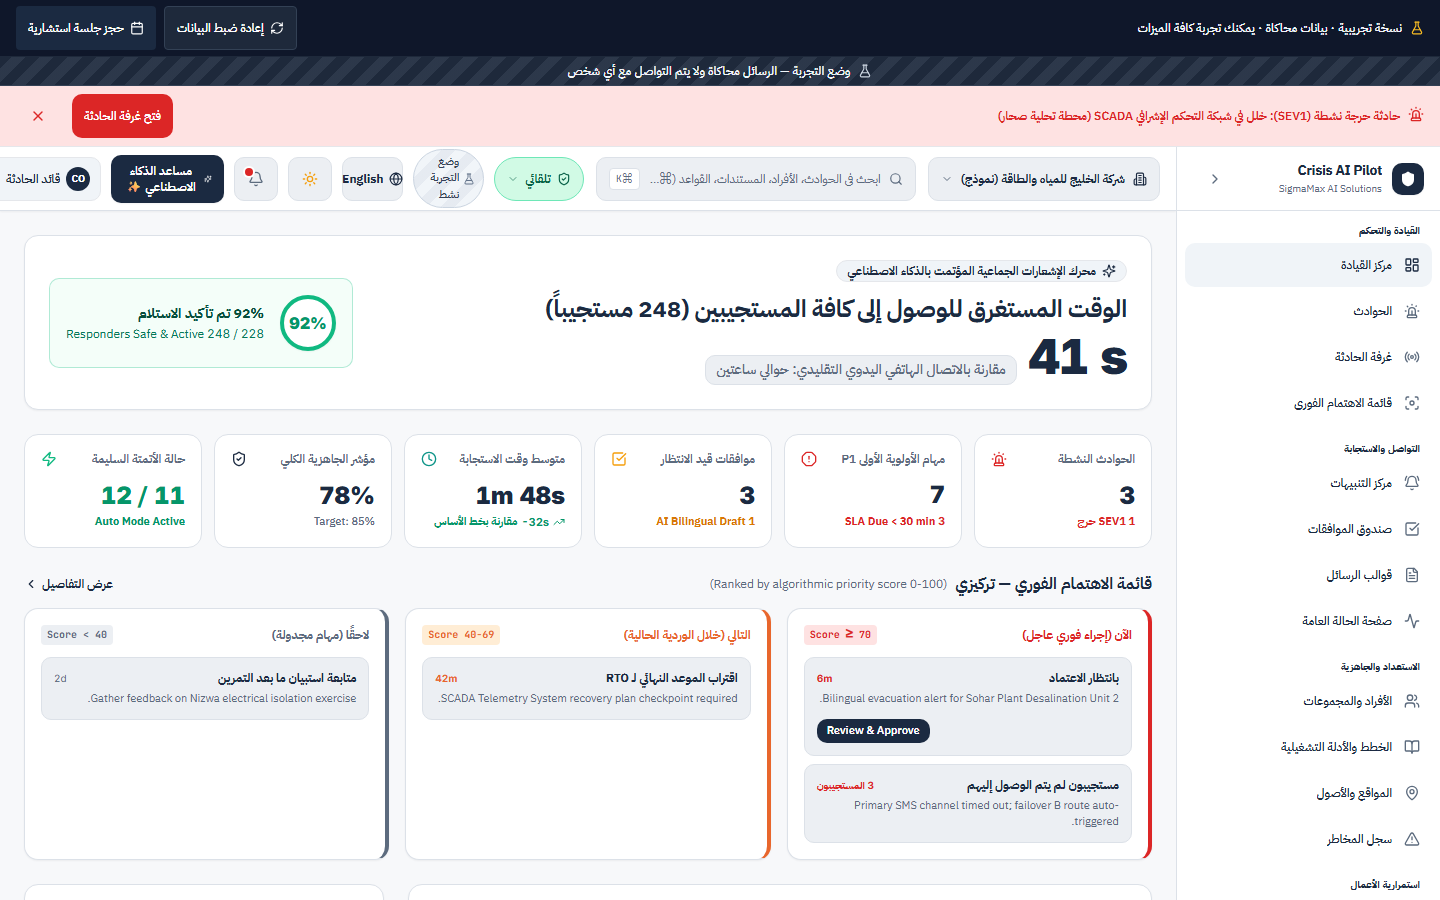 نسخة تجريبية · بيانات محاكاة · يمكنك تجربة كافة الميزات
إعادة ضبط البيانات
حجز جلسة استشارية
وضع التجربة — الرسائل محاكاة ولا يتم التواصل مع أي شخص
حادثة حرجة نشطة (SEV1): خلل في شبكة التحكم الإشرافي SCADA (محطة تحلية صحار)
فتح غرفة الحادثة
Crisis AI Pilot
SigmaMax AI Solutions
شركة الخليج للمياه والطاقة (نموذج)
ابحث في الحوادث، الأفراد، المستندات، القواعد (⌘...
⌘K
تلقائي
وضع
التجربة
نشط
English
مساعد الذكاء
الاصطناعي ✨
CO
قائد الحادثة
القيادة والتحكم
مركز القيادة
الحوادث
غرفة الحادثة
قائمة الاهتمام الفوري
التواصل والاستجابة
مركز التنبيهات
صندوق الموافقات
قوالب الرسائل
صفحة الحالة العامة
الاستعداد والجاهزية
الأفراد والمجموعات
الخطط والأدلة التشغيلية
المواقع والأصول
سجل المخاطر
استمرارية الأعمال
محرك الإشعارات الجماعية المؤتمت بالذكاء الاصطناعي
الوقت المستغرق للوصول إلى كافة المستجيبين (248 مستجيباً)
41 s
مقارنة بالاتصال الهاتفي اليدوي التقليدي: حوالي ساعتين
92%
92% تم تأكيد الاستلام
Responders Safe & Active 248 / 228
الحوادث النشطة
3
1 SEV1 حرج
مهام الأولوية الأولى P1
7
SLA Due < 30 min 3
موافقات قيد الانتظار
3
AI Bilingual Draft 1
متوسط وقت الاستجابة
1m 48s
-32s مقارنة بخط الأساس
مؤشر الجاهزية الكلي
78%
Target: 85%
حالة الأتمتة السليمة
12 / 11
Auto Mode Active
قائمة الاهتمام الفوري — تركيزي (Ranked by algorithmic priority score 0-100)
عرض التفاصيل
الآن (إجراء فوري عاجل)
Score ≥ 70
بانتظار الاعتماد
6m
.Bilingual evacuation alert for Sohar Plant Desalination Unit 2
Review & Approve
مستجيبون لم يتم الوصول إليهم
3 المستجيبون
Primary SMS channel timed out; failover B route auto-
.triggered
التالي (خلال الوردية الحالية)
Score 40-69
اقتراب الموعد النهائي لـ RTO
42m
.SCADA Telemetry System recovery plan checkpoint required
لاحقًا (مهام مجدولة)
Score < 40
متابعة استبيان ما بعد التمرين
2d
.Gather feedback on Nizwa electrical isolation exercise